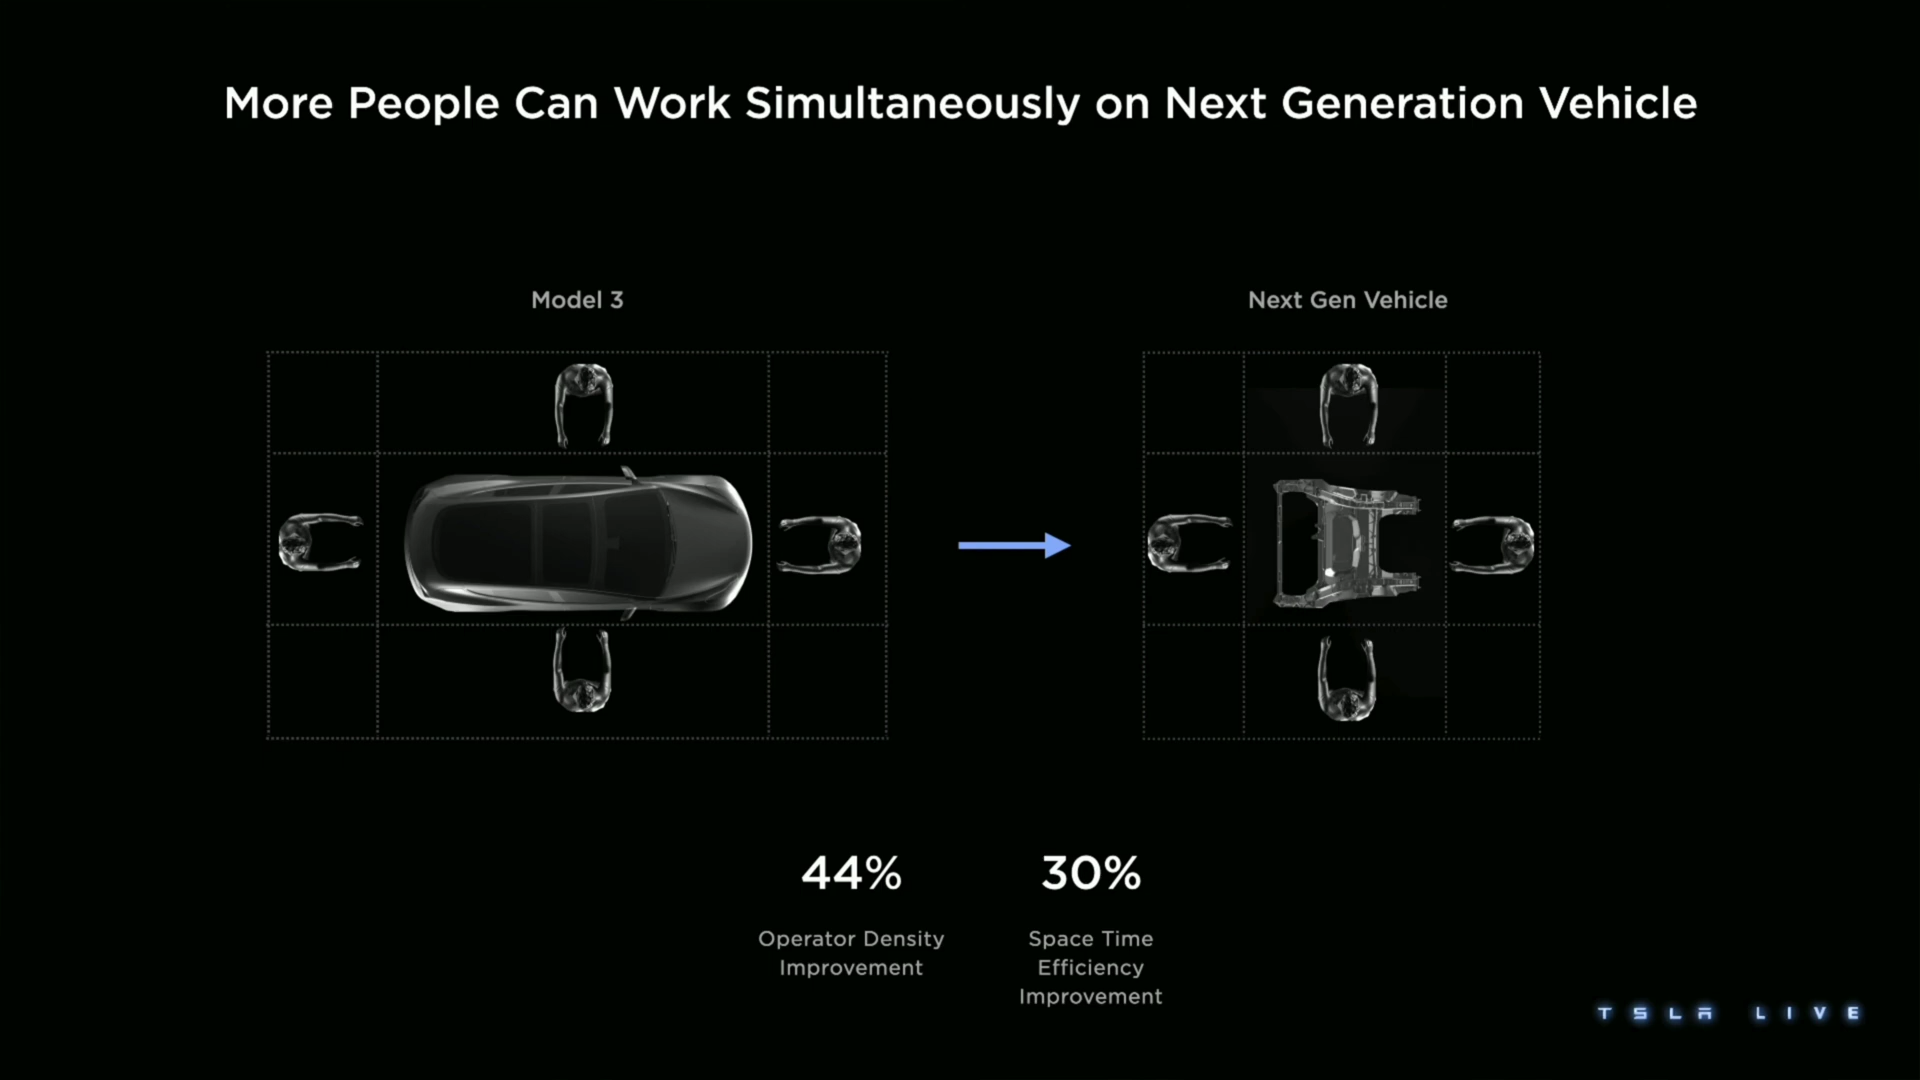 More People Can Work Simultaneously on Next Generation Vehicle
Model 3
Next Gen Vehicle
44%
Operator Density
Improvement
30%
Space Time
Efficiency
Improvement
TSLA LIVE